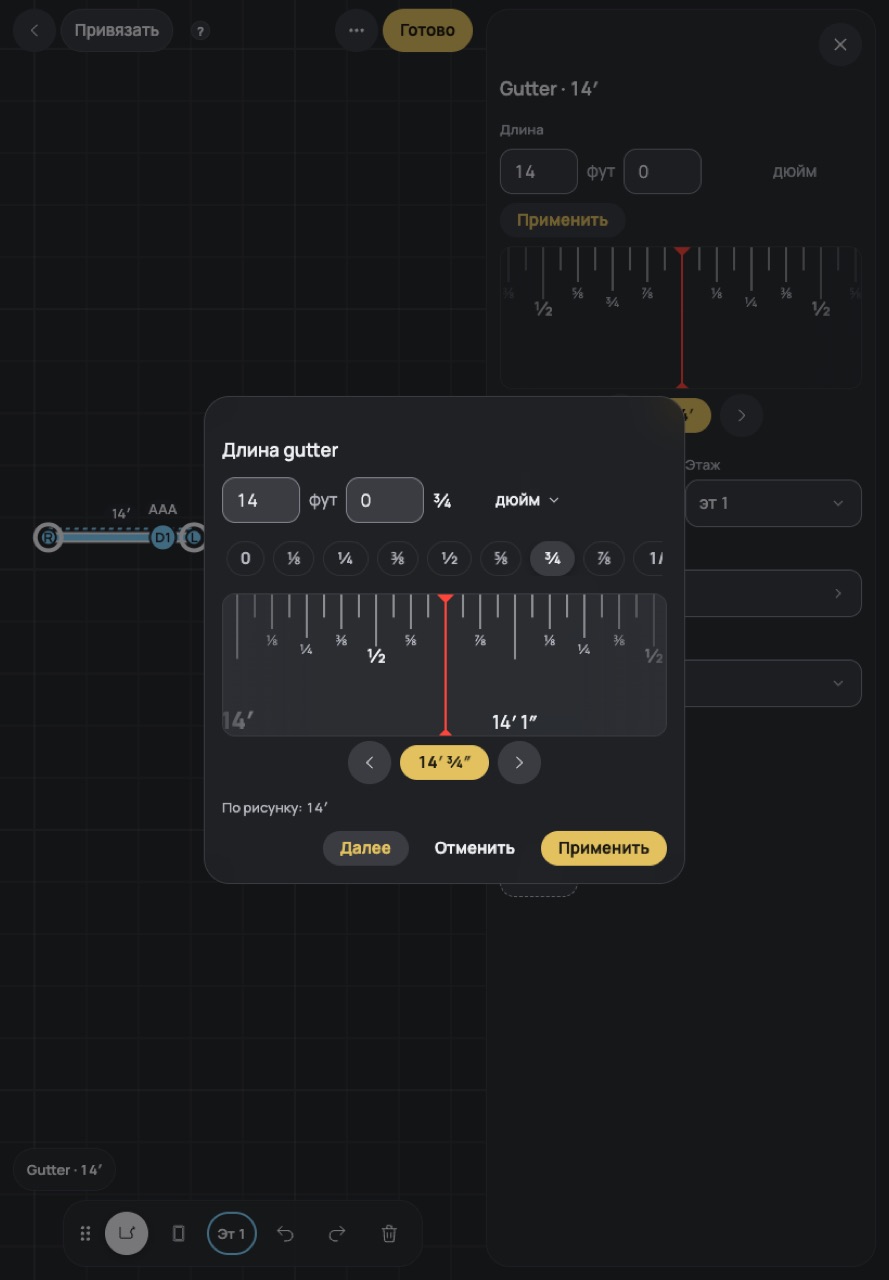 Привязать
?
Готово
Gutter · 14′
Длина
14 фут 0 дюйм
Применить
½ ⅝ ¾ ⅞ ⅛ ¼ ⅜ ½
Этаж
эт 1
14′ AAA
R D1 L
Длина gutter
14 фут 0 ¾ дюйм
0 ⅛ ¼ ⅜ ½ ⅝ ¾ ⅞
⅛ ¼ ⅜ ½ ⅝ ⅞ ⅛ ¼ ⅜ ½
14′ 14′ 1″
14′ ¾″
По рисунку: 14′
Далее Отменить Применить
Gutter · 14′
Эт 1